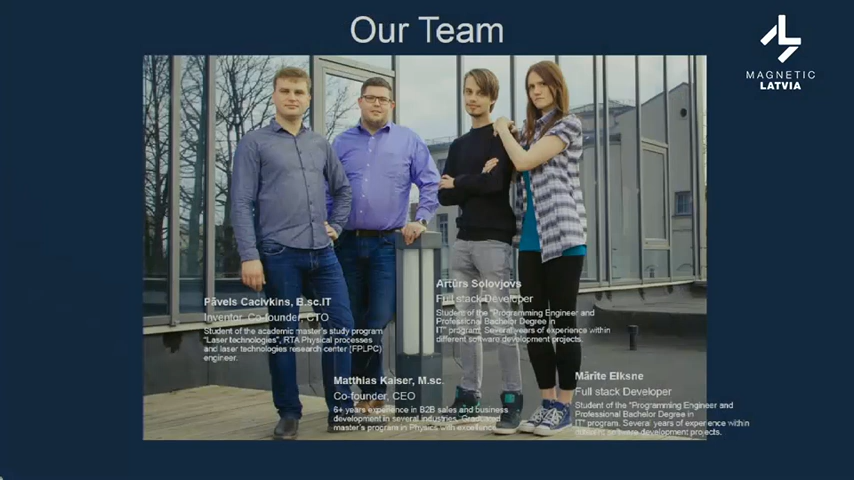 Our Team
MAGNETIC
LATVIA
Pāvels Cacivkins, B.sc.IT
Inventor, Co-founder, CTO
Student of the academic master's study program
"Laser technologies", RTA Physical processes
and laser technologies research center (FPLPC)
engineer.
Artūrs Solovjovs
Full stack Developer
Student of the "Programming Engineer and
Professional Bachelor Degree in
IT" program. Several years of experience within
different software development projects.
Matthias Kaiser, M.sc.
Co-founder, CEO
6+ years experience in B2B sales and business
development in several industries. Graduated
master's program in Physics with excellence.
Mārīte Elksne
Full stack Developer
Student of the "Programming Engineer and
Professional Bachelor Degree in
IT" program. Several years of experience within
different software development projects.